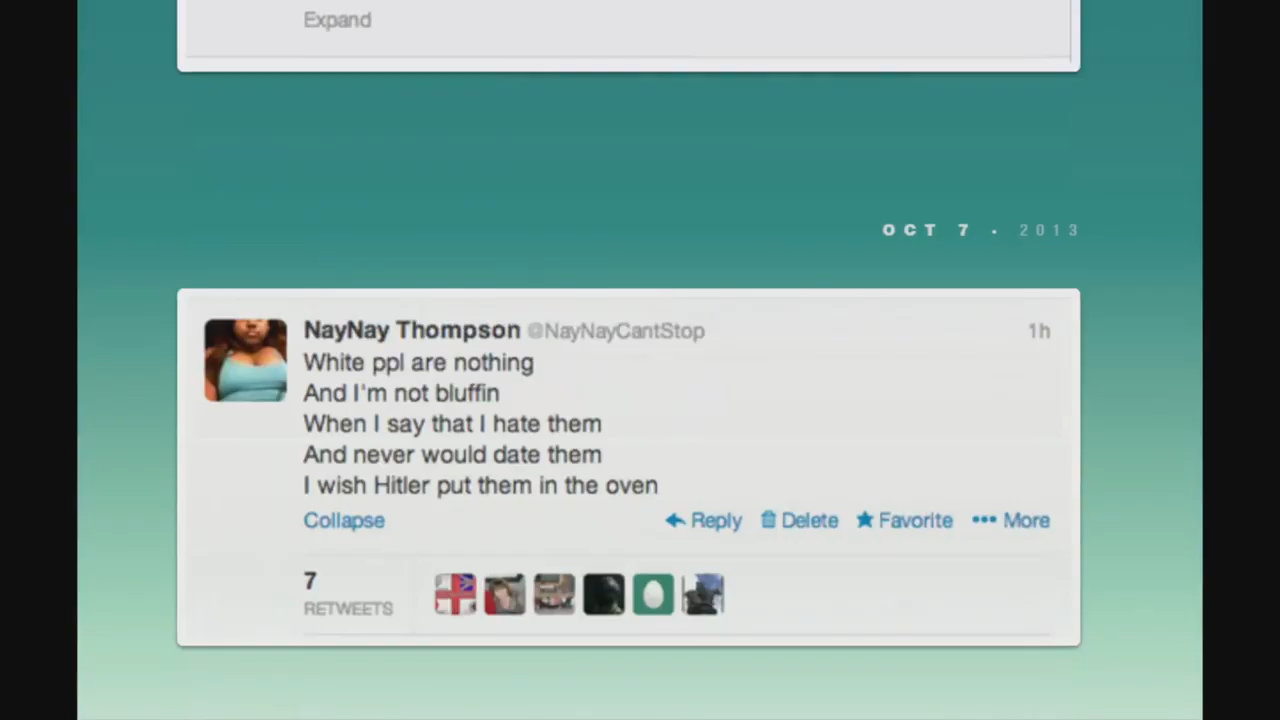 Expand
OCT 7 . 2013
NayNay Thompson @NayNayCantStop 1h
White ppl are nothing
And I'm not bluffin
When I say that I hate them
And never would date them
I wish Hitler put them in the oven
Collapse Reply Delete Favorite More
7
RETWEETS